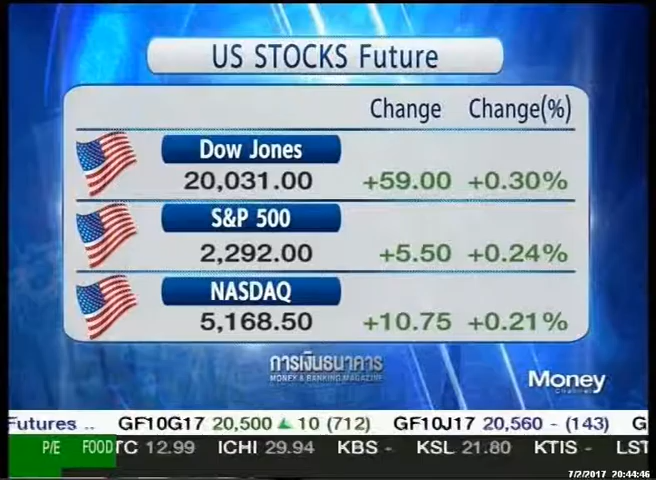 US STOCKS Future
Change Change(%)
Dow Jones
20,031.00 +59.00 +0.30%
S&P 500
2,292.00 +5.50 +0.24%
NASDAQ
5,168.50 +10.75 +0.21%
การเงินธนาคาร
MONEY & BANKING MAGAZINE
Money
Channel
Futures .. GF10G17 20,500 ▲ 10 (712) GF10J17 20,560 - (143) G
P/E FOOD TC 12.99 ICHI 29.94 KBS - KSL 21.80 KTIS - LST
7/2/2017 20:44:46